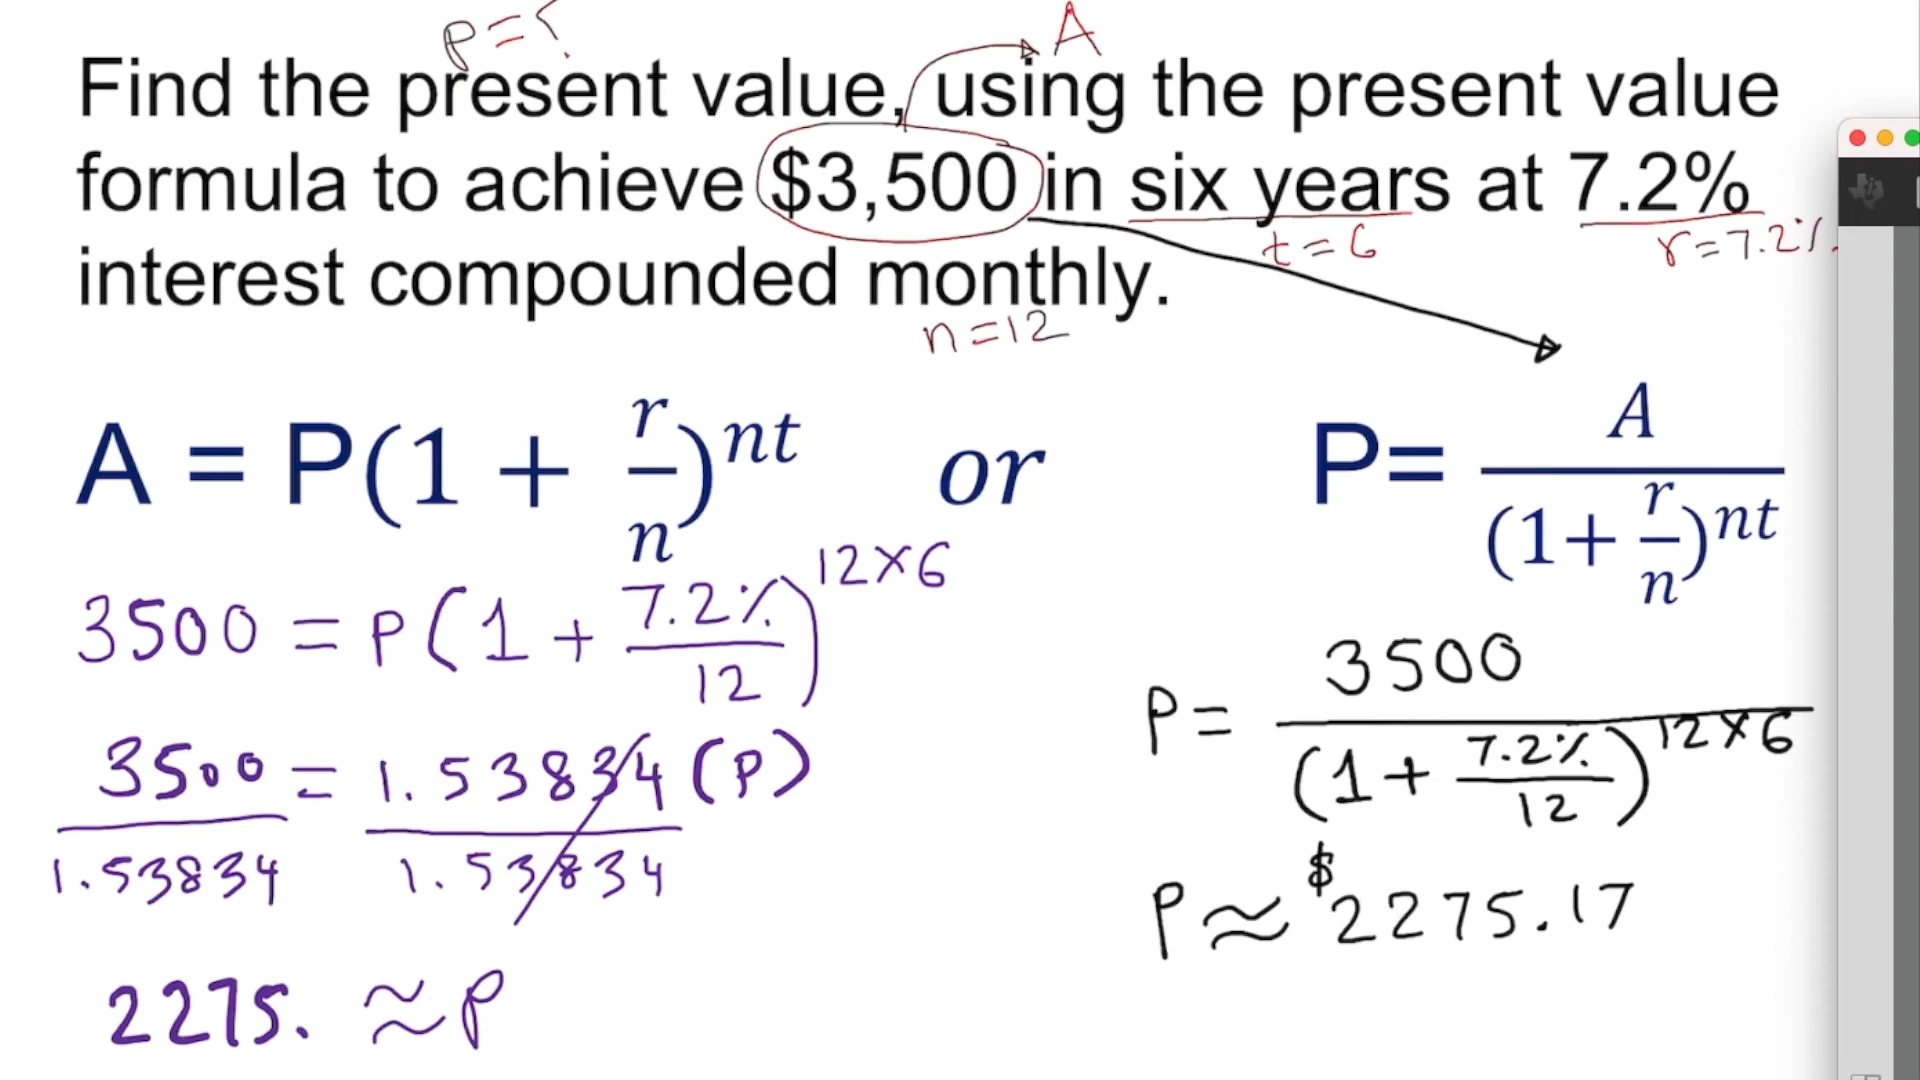 P=?
A
Find the present value, using the present value
formula to achieve $3,500 in six years at 7.2%
t=6
r=7.2%
interest compounded monthly.
n=12
A = P(1 + r/n)^nt or P= A/(1+ r/n)^nt
3500 = P(1 + 7.2%/12)^12×6
3500 = 1.53834 (P)
1.53834 1.53834
2275. ≈ P
P= 3500/(1+ 7.2%/12)^12×6
P≈ $2275.17